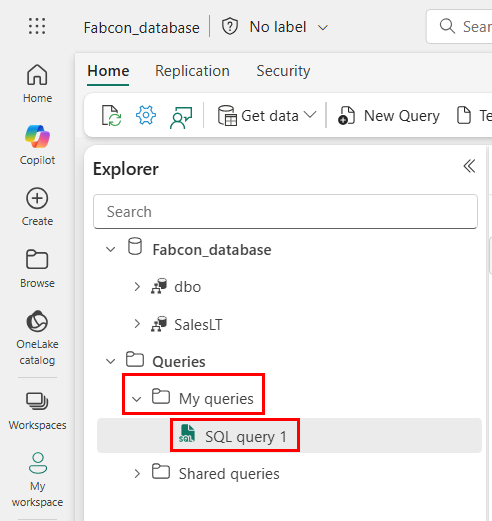 Fabcon_database
No label
Sear
Home
Replication
Security
Get data
New Query
Te
Home
Copilot
Create
Browse
OneLake
catalog
Workspaces
My
workspace
Explorer
Search
Fabcon_database
dbo
SalesLT
Queries
My queries
SQL
SQL query 1
Shared queries